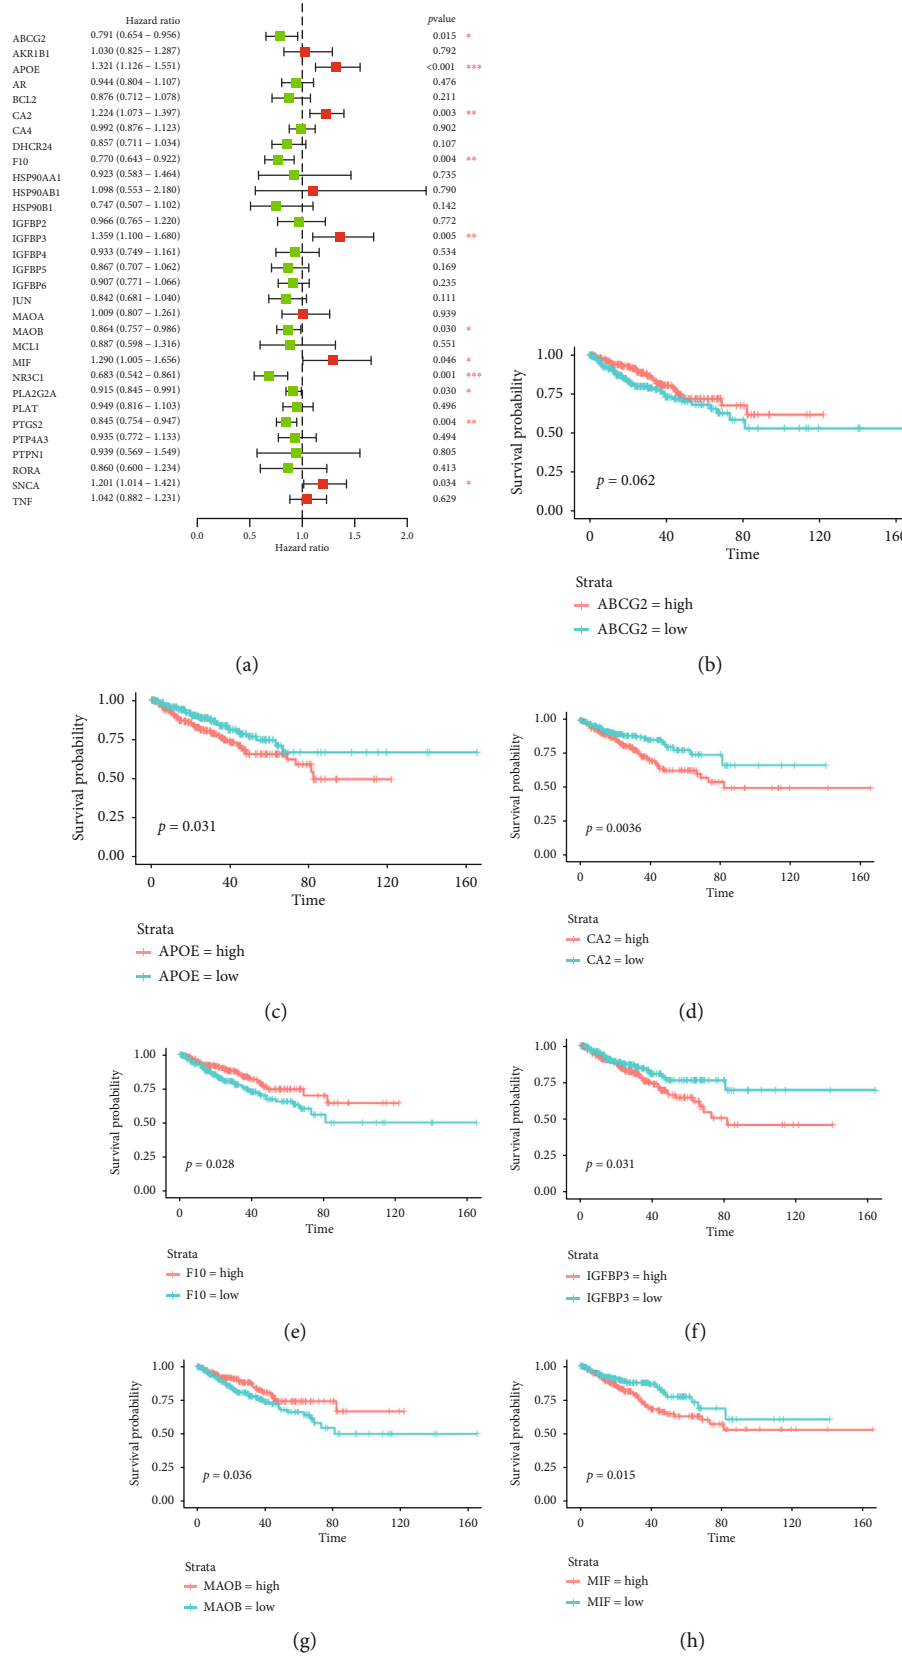 Hazard ratio pvalue
ABCG2 0.791 (0.654 – 0.956) 0.015 *
AKR1B1 1.030 (0.825 – 1.287) 0.792
APOE 1.321 (1.126 – 1.551) <0.001 ***
AR 0.944 (0.804 – 1.107) 0.476
BCL2 0.876 (0.712 – 1.078) 0.211
CA2 1.224 (1.073 – 1.397) 0.003 **
CA4 0.992 (0.876 – 1.123) 0.902
DHCR24 0.857 (0.711 – 1.034) 0.107
F10 0.770 (0.643 – 0.922) 0.004 **
HSP90AA1 0.923 (0.583 – 1.464) 0.735
HSP90AB1 1.098 (0.553 – 2.180) 0.790
HSP90B1 0.747 (0.507 – 1.102) 0.142
IGFBP2 0.966 (0.765 – 1.220) 0.772
IGFBP3 1.359 (1.100 – 1.680) 0.005 **
IGFBP4 0.933 (0.749 – 1.161) 0.534
IGFBP5 0.867 (0.707 – 1.062) 0.169
IGFBP6 0.907 (0.771 – 1.066) 0.235
JUN 0.842 (0.681 – 1.040) 0.111
MAOA 1.009 (0.807 – 1.261) 0.939
MAOB 0.864 (0.757 – 0.986) 0.030 *
MCL1 0.887 (0.598 – 1.316) 0.551
MIF 1.290 (1.005 – 1.656) 0.046 *
NR3C1 0.683 (0.542 – 0.861) 0.001 ***
PLA2G2A 0.915 (0.845 – 0.991) 0.030 *
PLAT 0.949 (0.816 – 1.103) 0.496
PTGS2 0.845 (0.754 – 0.947) 0.004 **
PTP4A3 0.935 (0.772 – 1.133) 0.494
PTPN1 0.939 (0.569 – 1.549) 0.805
RORA 0.860 (0.600 – 1.234) 0.413
SNCA 1.201 (1.014 – 1.421) 0.034 *
TNF 1.042 (0.882 – 1.231) 0.629
0.0 0.5 1.0 1.5 2.0
Hazard ratio
(a)
Survival probability
1.00
0.75
0.50
0.25
0.00
p = 0.062
0 40 80 120 160
Time
Strata
ABCG2 = high
ABCG2 = low
(b)
Survival probability
1.00
0.75
0.50
0.25
0.00
p = 0.031
0 40 80 120 160
Time
Strata
APOE = high
APOE = low
(c)
Survival probability
1.00
0.75
0.50
0.25
0.00
p = 0.0036
0 40 80 120 160
Time
Strata
CA2 = high
CA2 = low
(d)
Survival probability
1.00
0.75
0.50
0.25
0.00
p = 0.028
0 40 80 120 160
Time
Strata
F10 = high
F10 = low
(e)
Survival probability
1.00
0.75
0.50
0.25
0.00
p = 0.031
0 40 80 120 160
Time
Strata
IGFBP3 = high
IGFBP3 = low
(f)
Survival probability
1.00
0.75
0.50
0.25
0.00
p = 0.036
0 40 80 120 160
Time
Strata
MAOB = high
MAOB = low
(g)
Survival probability
1.00
0.75
0.50
0.25
0.00
p = 0.015
0 40 80 120 160
Time
Strata
MIF = high
MIF = low
(h)